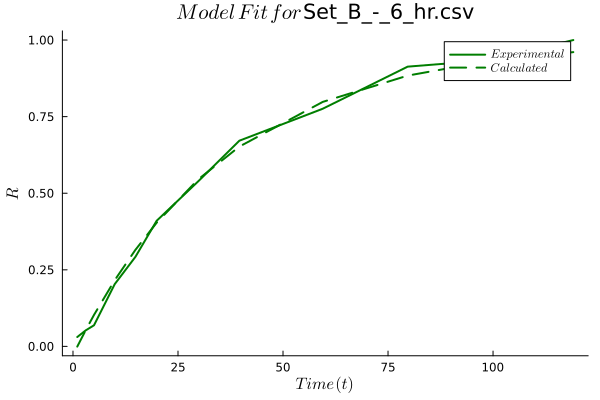 Model Fit for Set_B_-_6_hr.csv
1.00
0.75
0.50
0.25
0.00
R
Experimental
Calculated
0 25 50 75 100
Time(t)